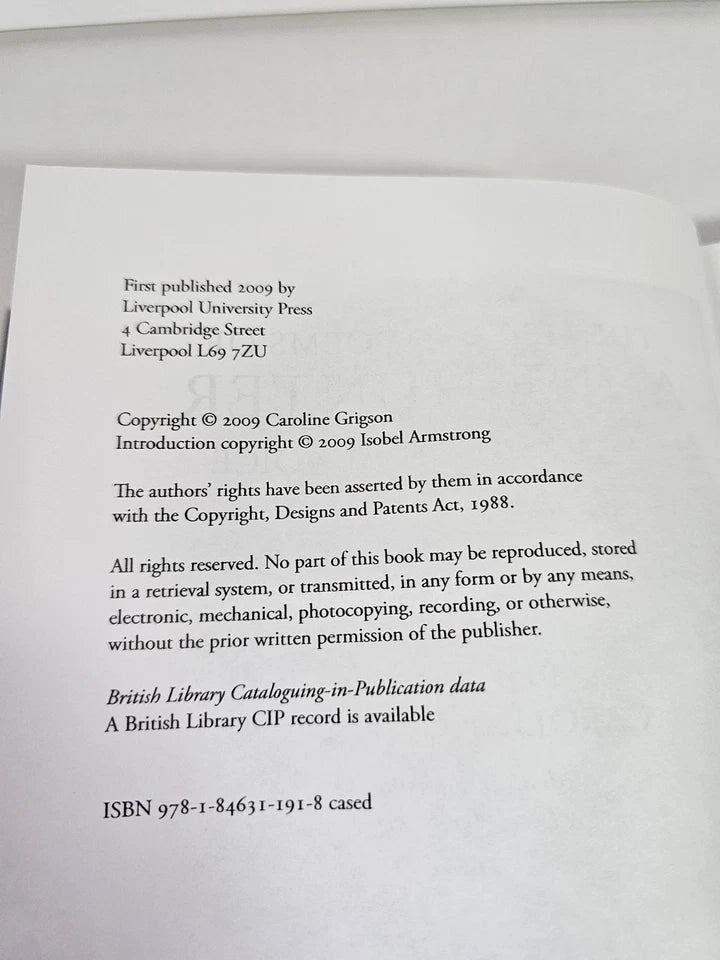 First published 2009 by
Liverpool University Press
4 Cambridge Street
Liverpool L69 7ZU
Copyright © 2009 Caroline Grigson
Introduction copyright © 2009 Isobel Armstrong
The authors' rights have been asserted by them in accordance
with the Copyright, Designs and Patents Act, 1988.
All rights reserved. No part of this book may be reproduced, stored
in a retrieval system, or transmitted, in any form or by any means,
electronic, mechanical, photocopying, recording, or otherwise,
without the prior written permission of the publisher.
British Library Cataloguing-in-Publication data
A British Library CIP record is available
ISBN 978-1-84631-191-8 cased